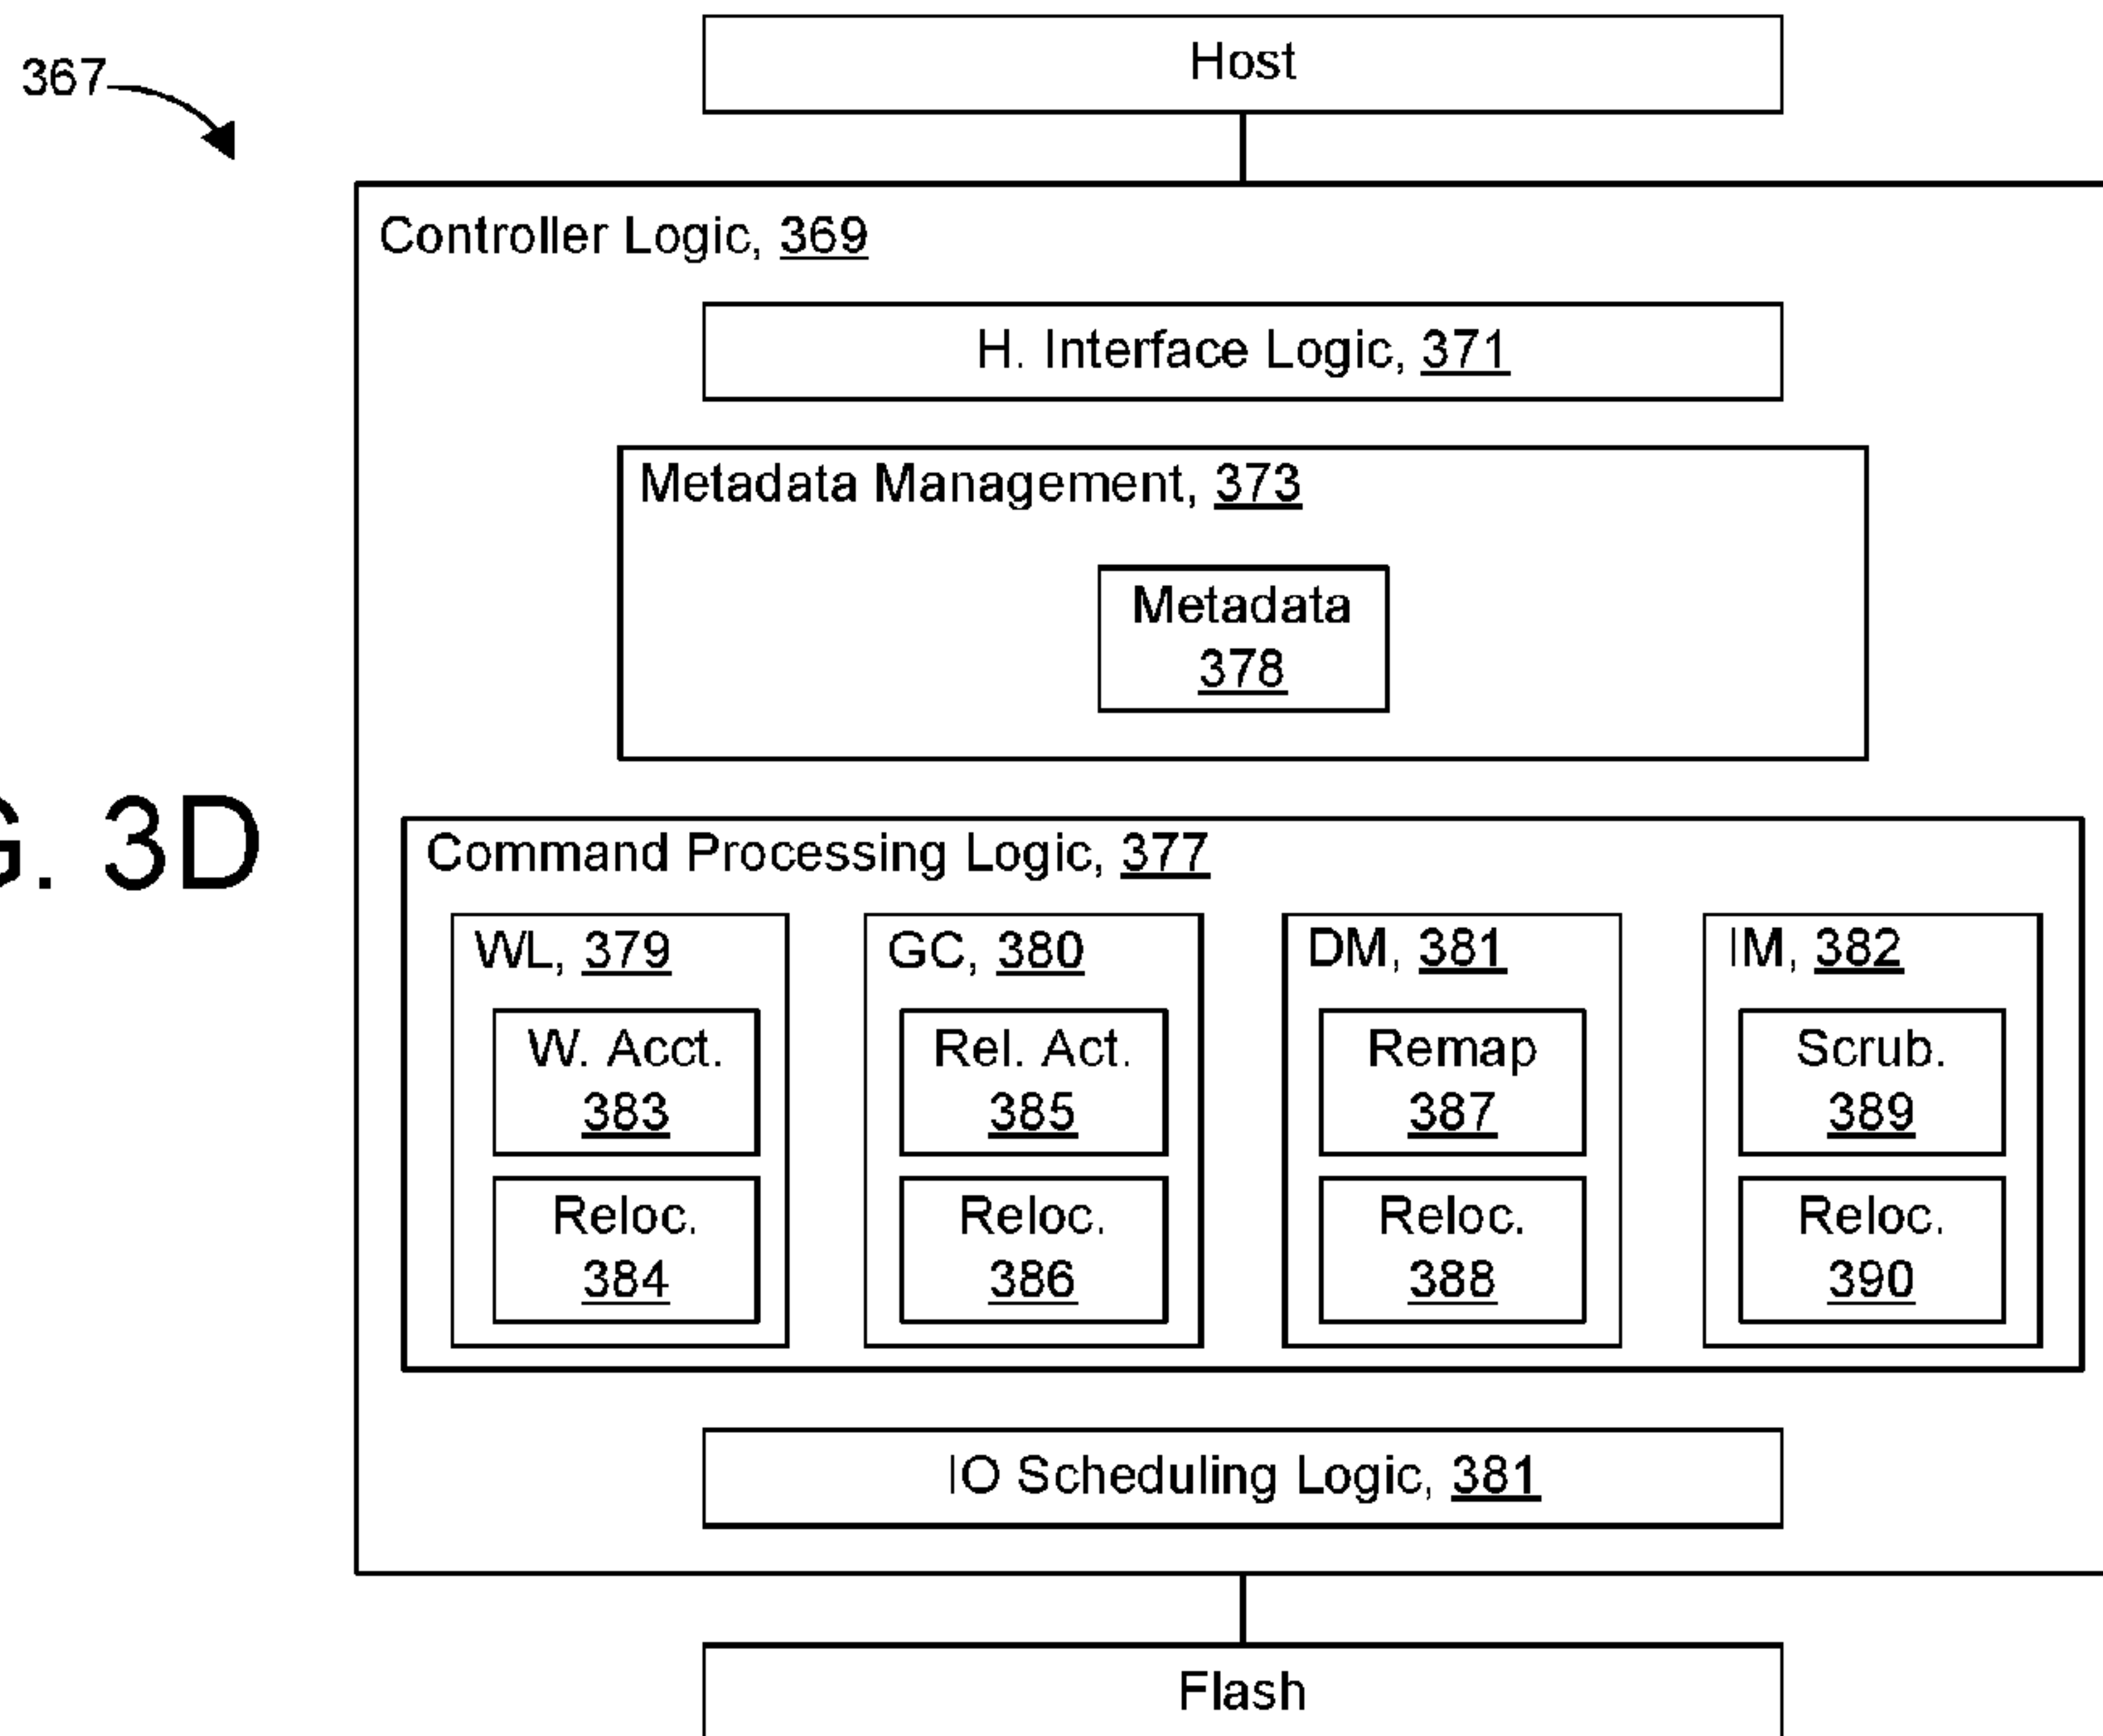 Host
367
Controller Logic, 369
H. Interface Logic, 371
Metadata Management, 373
Metadata
378
G. 3D
Command Processing Logic, 377
WL, 379
W. Acct.
383
Reloc.
384
GC, 380
Rel. Act.
385
Reloc.
386
DM, 381
Remap
387
Reloc.
388
IM, 382
Scrub.
389
Reloc.
390
IO Scheduling Logic, 381
Flash